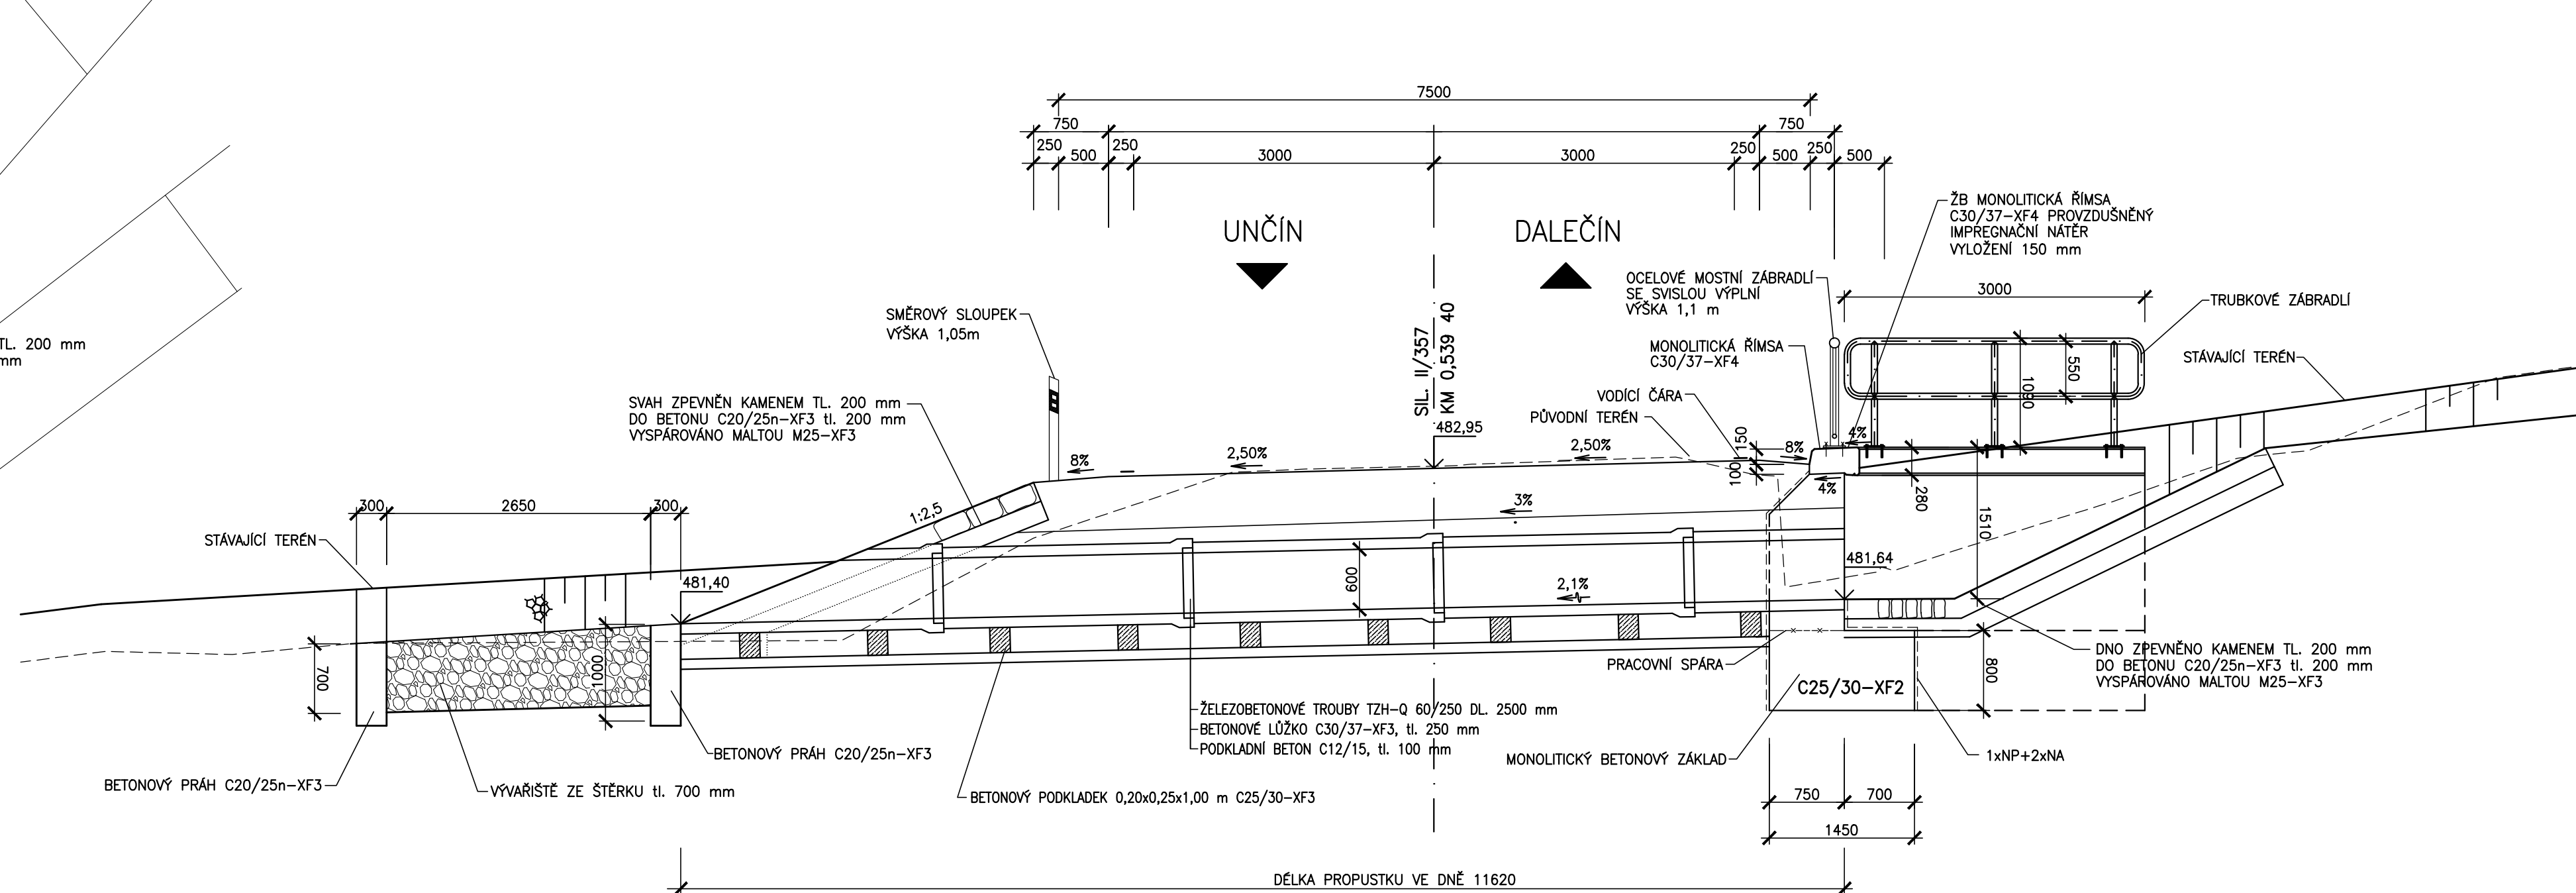 7500
750
750
250
500
250
3000
3000
250
500
250
500
UNČÍN
DALEČÍN
ŽB MONOLITICKÁ ŘÍMSA
C30/37-XF4 PROVZDUŠNĚNÝ
IMPREGNAČNÍ NÁTĚR
VYLOŽENÍ 150 mm
OCELOVÉ MOSTNÍ ZÁBRADLÍ
SE SVISLOU VÝPLNÍ
VÝŠKA 1,1 m
3000
TRUBKOVÉ ZÁBRADLÍ
SMĚROVÝ SLOUPEK
VÝŠKA 1,05m
SIL. II/357
KM 0,539 40
TL. 200 mm
mm
MONOLITICKÁ ŘÍMSA
C30/37-XF4
STÁVAJÍCÍ TERÉN
550
1090
VODÍCÍ ČÁRA
PŮVODNÍ TERÉN
SVAH ZPEVNĚN KAMENEM TL. 200 mm
DO BETONU C20/25n-XF3 tl. 200 mm
VYSPÁROVÁNO MALTOU M25-XF3
482,95
8%
2,50%
2,50%
150
100
8%
4%
4%
280
1510
3%
1:2,5
300
2650
300
STÁVAJÍCÍ TERÉN
481,40
600
2,1%
481,64
700
1000
PRACOVNÍ SPÁRA
C25/30-XF2
800
DNO ZPEVNĚNO KAMENEM TL. 200 mm
DO BETONU C20/25n-XF3 tl. 200 mm
VYSPÁROVÁNO MALTOU M25-XF3
ŽELEZOBETONOVÉ TROUBY TZH-Q 60/250 DL. 2500 mm
BETONOVÉ LŮŽKO C30/37-XF3, tl. 250 mm
PODKLADNÍ BETON C12/15, tl. 100 mm
BETONOVÝ PRÁH C20/25n-XF3
MONOLITICKÝ BETONOVÝ ZÁKLAD
1xNP+2xNA
BETONOVÝ PRÁH C20/25n-XF3
VÝVAŘIŠTĚ ZE ŠTĚRKU tl. 700 mm
BETONOVÝ PODKLADEK 0,20x0,25x1,00 m C25/30-XF3
750
700
1450
DÉLKA PROPUSTKU VE DNĚ 11620